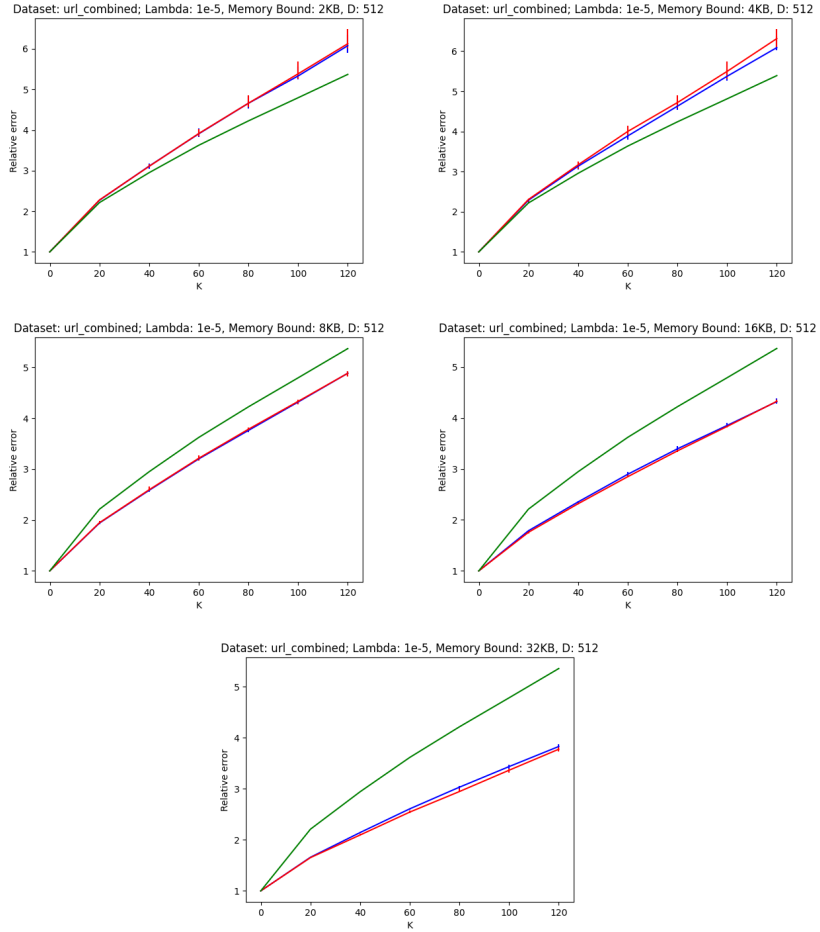 Dataset: url_combined; Lambda: 1e-5, Memory Bound: 2KB, D: 512
6
5
4
3
2
1
Relative error
0 20 40 60 80 100 120
K
Dataset: url_combined; Lambda: 1e-5, Memory Bound: 4KB, D: 512
6
5
4
3
2
1
Relative error
0 20 40 60 80 100 120
K
Dataset: url_combined; Lambda: 1e-5, Memory Bound: 8KB, D: 512
5
4
3
2
1
Relative error
0 20 40 60 80 100 120
K
Dataset: url_combined; Lambda: 1e-5, Memory Bound: 16KB, D: 512
5
4
3
2
1
Relative error
0 20 40 60 80 100 120
K
Dataset: url_combined; Lambda: 1e-5, Memory Bound: 32KB, D: 512
5
4
3
2
1
Relative error
0 20 40 60 80 100 120
K